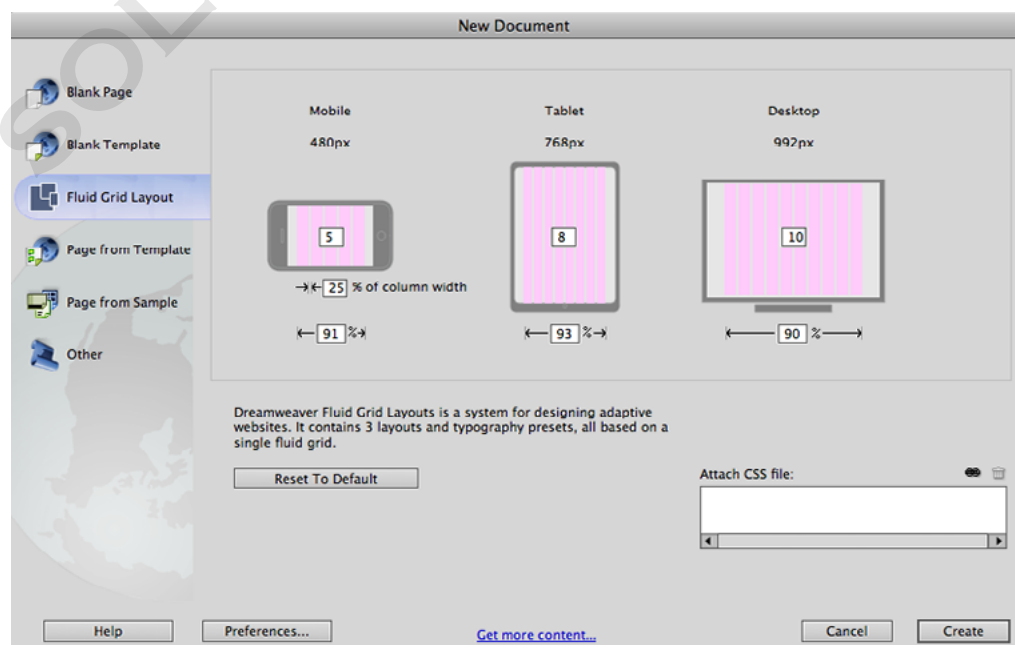 New Document
SOL
Blank Page
Blank Template
Fluid Grid Layout
Page from Template
Page from Sample
Other
Mobile Tablet Desktop
480px 768px 992px
5 8 10
25 % of column width
91 % 93 % 90 %
Dreamweaver Fluid Grid Layouts is a system for designing adaptive
websites. It contains 3 layouts and typography presets, all based on a
single fluid grid.
Reset To Default
Attach CSS file:
Help Preferences... Get more content... Cancel Create